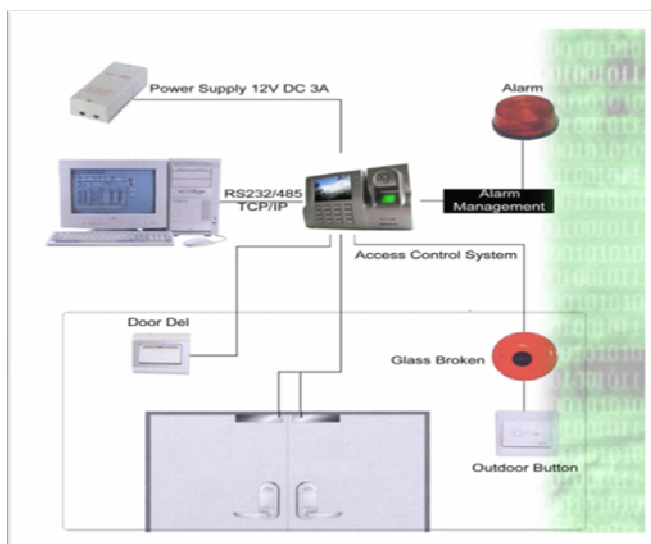 Power Supply 12V DC 3A
Alarm
RS232/485
TCP/IP
Alarm
Management
Access Control System
Door Del
Glass Broken
Outdoor Button